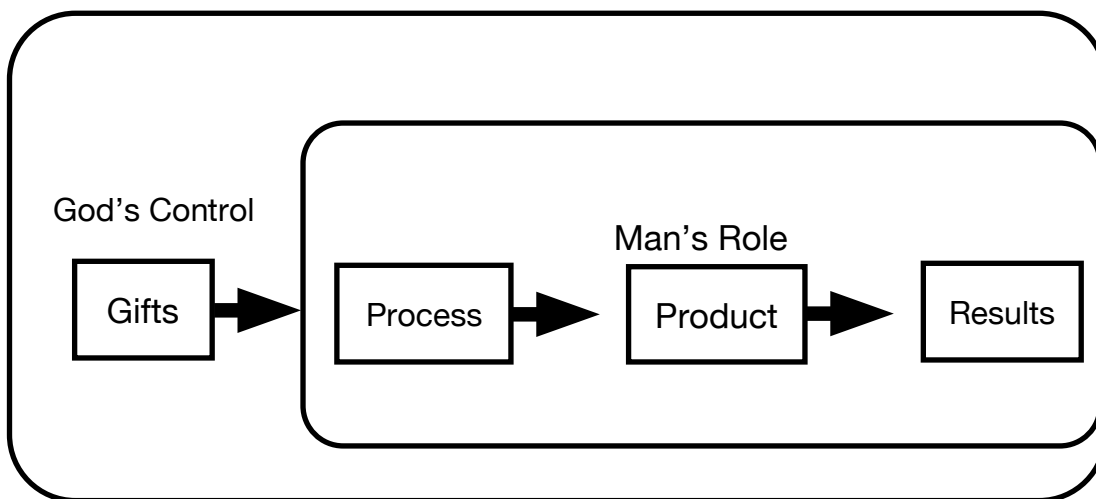 God’s Control
Man’s Role
Gifts
Process
Product
Results